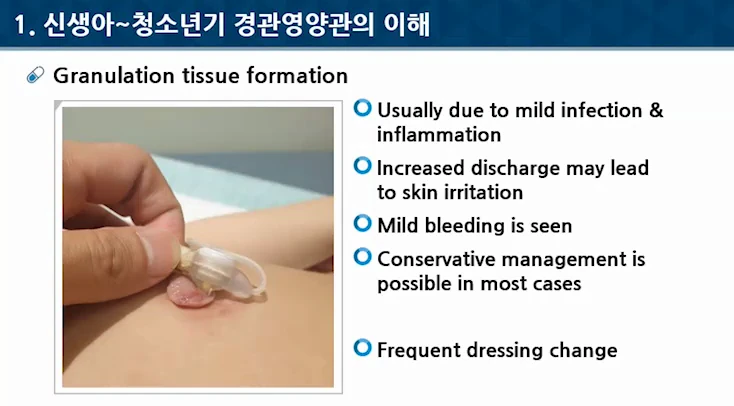 1. 신생아~청소년기 경관영양관의 이해
Granulation tissue formation
Usually due to mild infection &
inflammation
Increased discharge may lead
to skin irritation
Mild bleeding is seen
Conservative management is
possible in most cases
Frequent dressing change